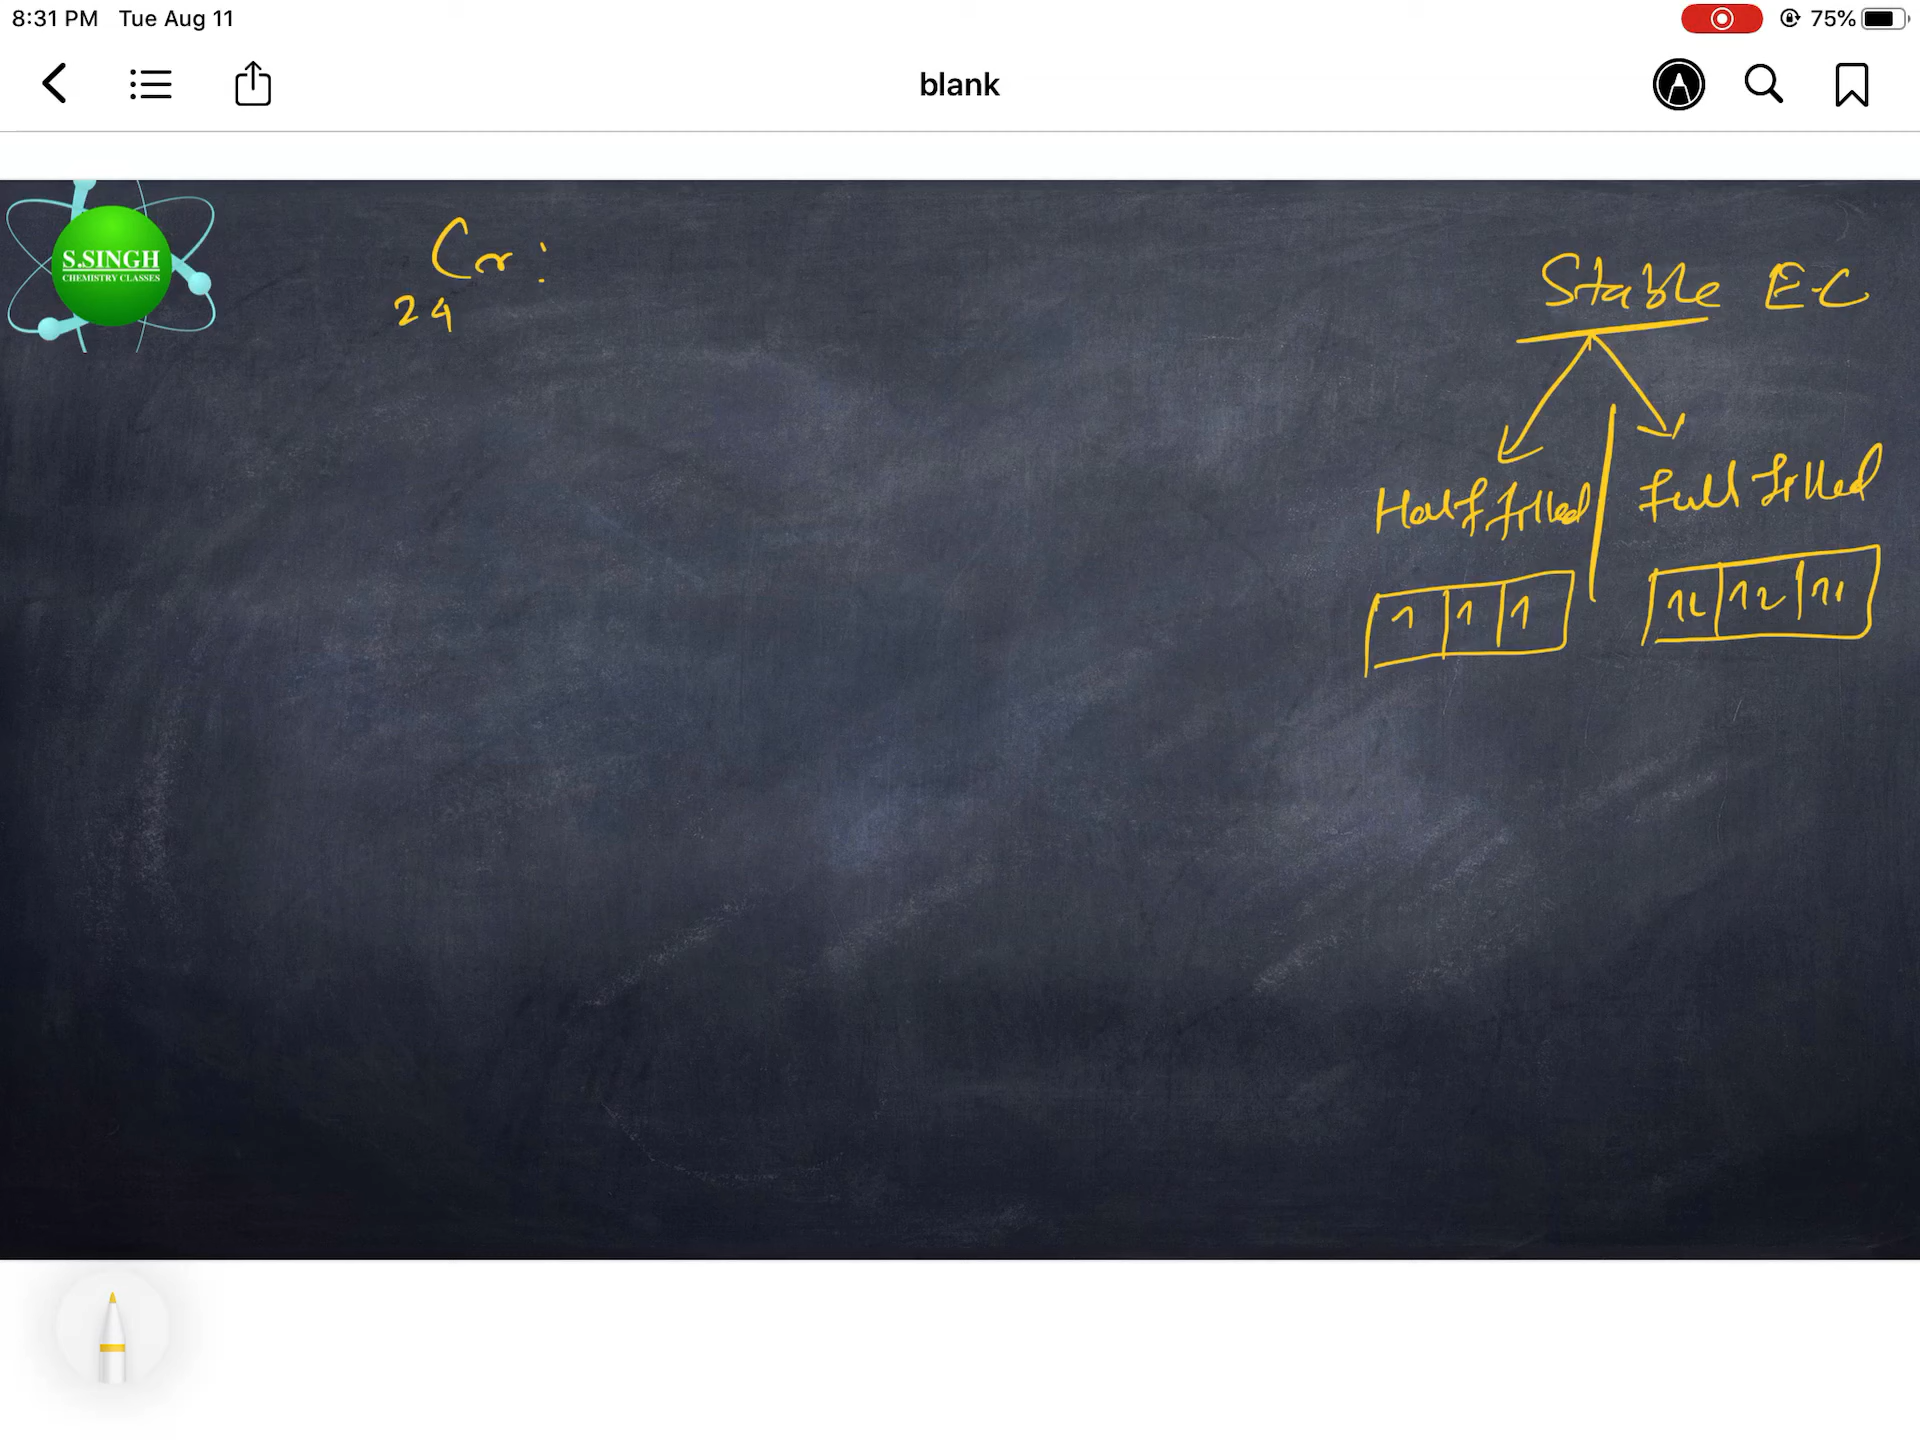 8:31 PM Tue Aug 11
75%
blank
S.SINGH
CHEMISTRY CLASSES
Cr :
24
Stable E.C
Half filled
Full filled